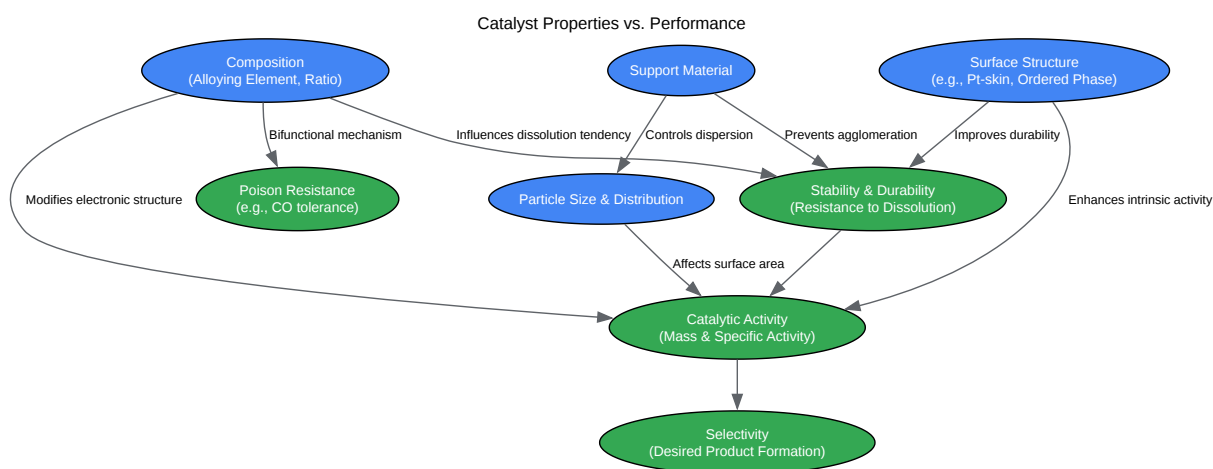 Catalyst Properties vs. Performance
Composition
(Alloying Element, Ratio)
Support Material
Surface Structure
(e.g., Pt-skin, Ordered Phase)
Bifunctional mechanism
Influences dissolution tendency
Controls dispersion
Prevents agglomeration
Improves durability
Modifies electronic structure
Poison Resistance
(e.g., CO tolerance)
Particle Size & Distribution
Stability & Durability
(Resistance to Dissolution)
Enhances intrinsic activity
Affects surface area
Catalytic Activity
(Mass & Specific Activity)
Selectivity
(Desired Product Formation)